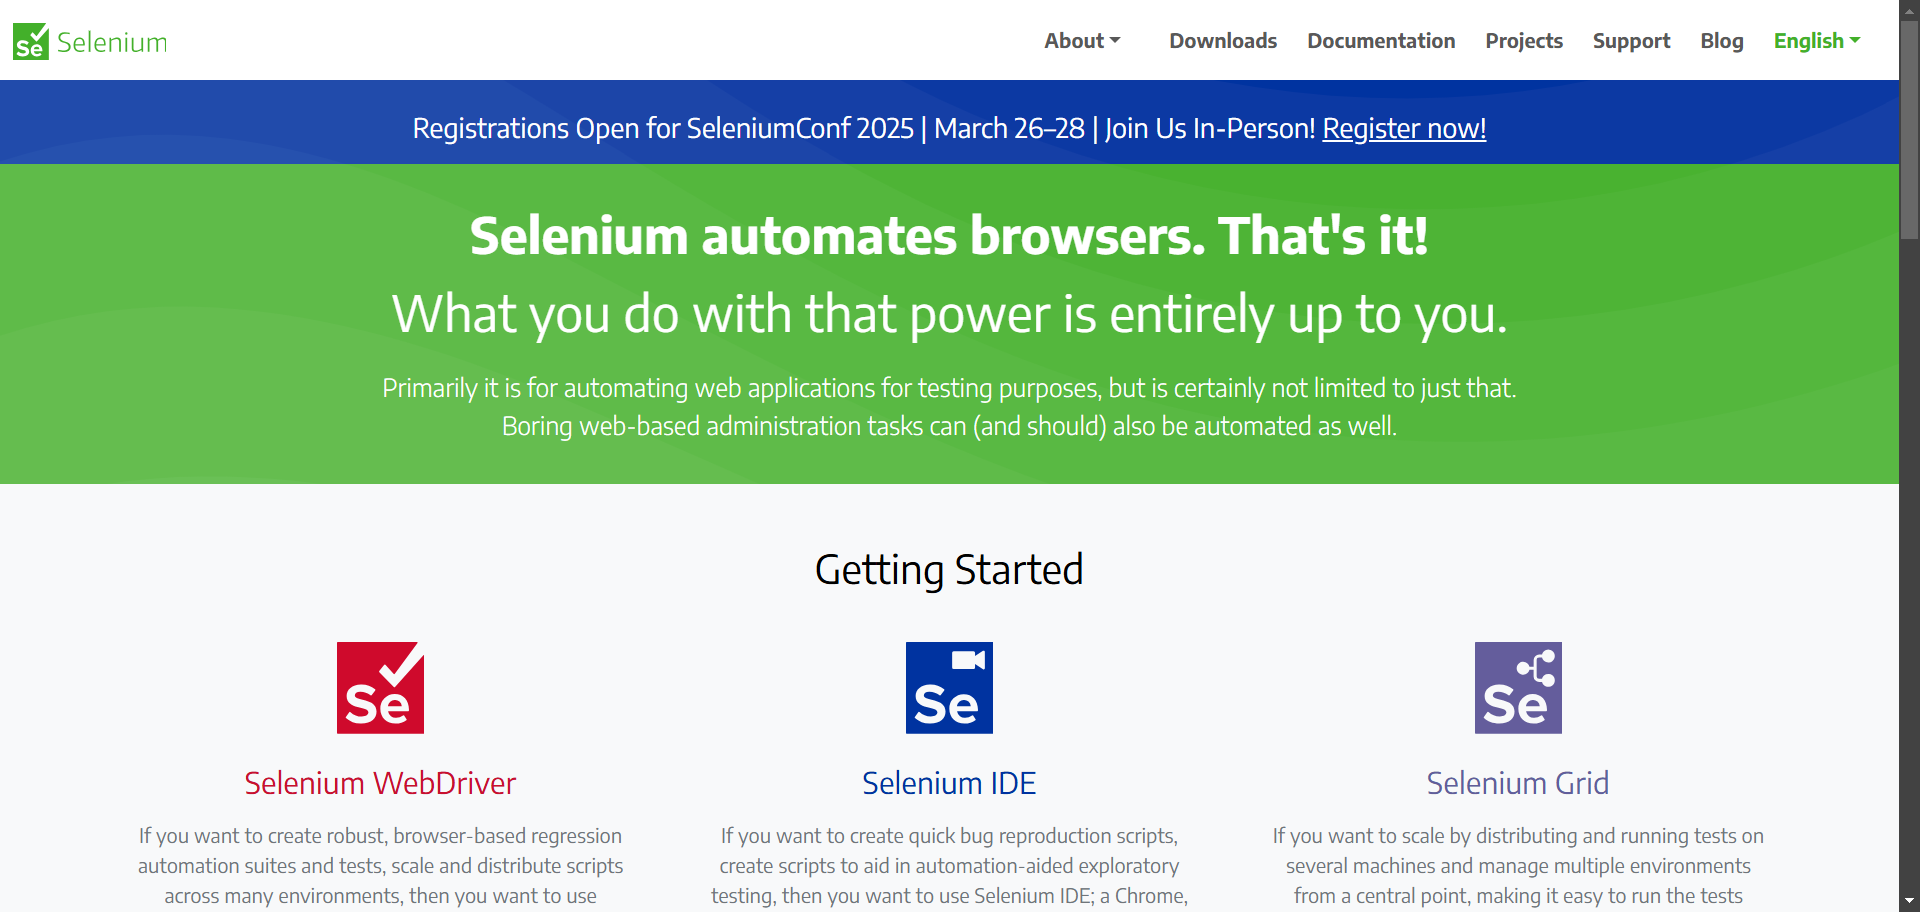 Se Selenium
About
Downloads
Documentation
Projects
Support
Blog
English
Registrations Open for SeleniumConf 2025 | March 26–28 | Join Us In-Person! Register now!
Selenium automates browsers. That's it!
What you do with that power is entirely up to you.
Primarily it is for automating web applications for testing purposes, but is certainly not limited to just that.
Boring web-based administration tasks can (and should) also be automated as well.
Getting Started
Se
Selenium WebDriver
If you want to create robust, browser-based regression
automation suites and tests, scale and distribute scripts
across many environments, then you want to use
Se
Selenium IDE
If you want to create quick bug reproduction scripts,
create scripts to aid in automation-aided exploratory
testing, then you want to use Selenium IDE; a Chrome,
Se
Selenium Grid
If you want to scale by distributing and running tests on
several machines and manage multiple environments
from a central point, making it easy to run the tests